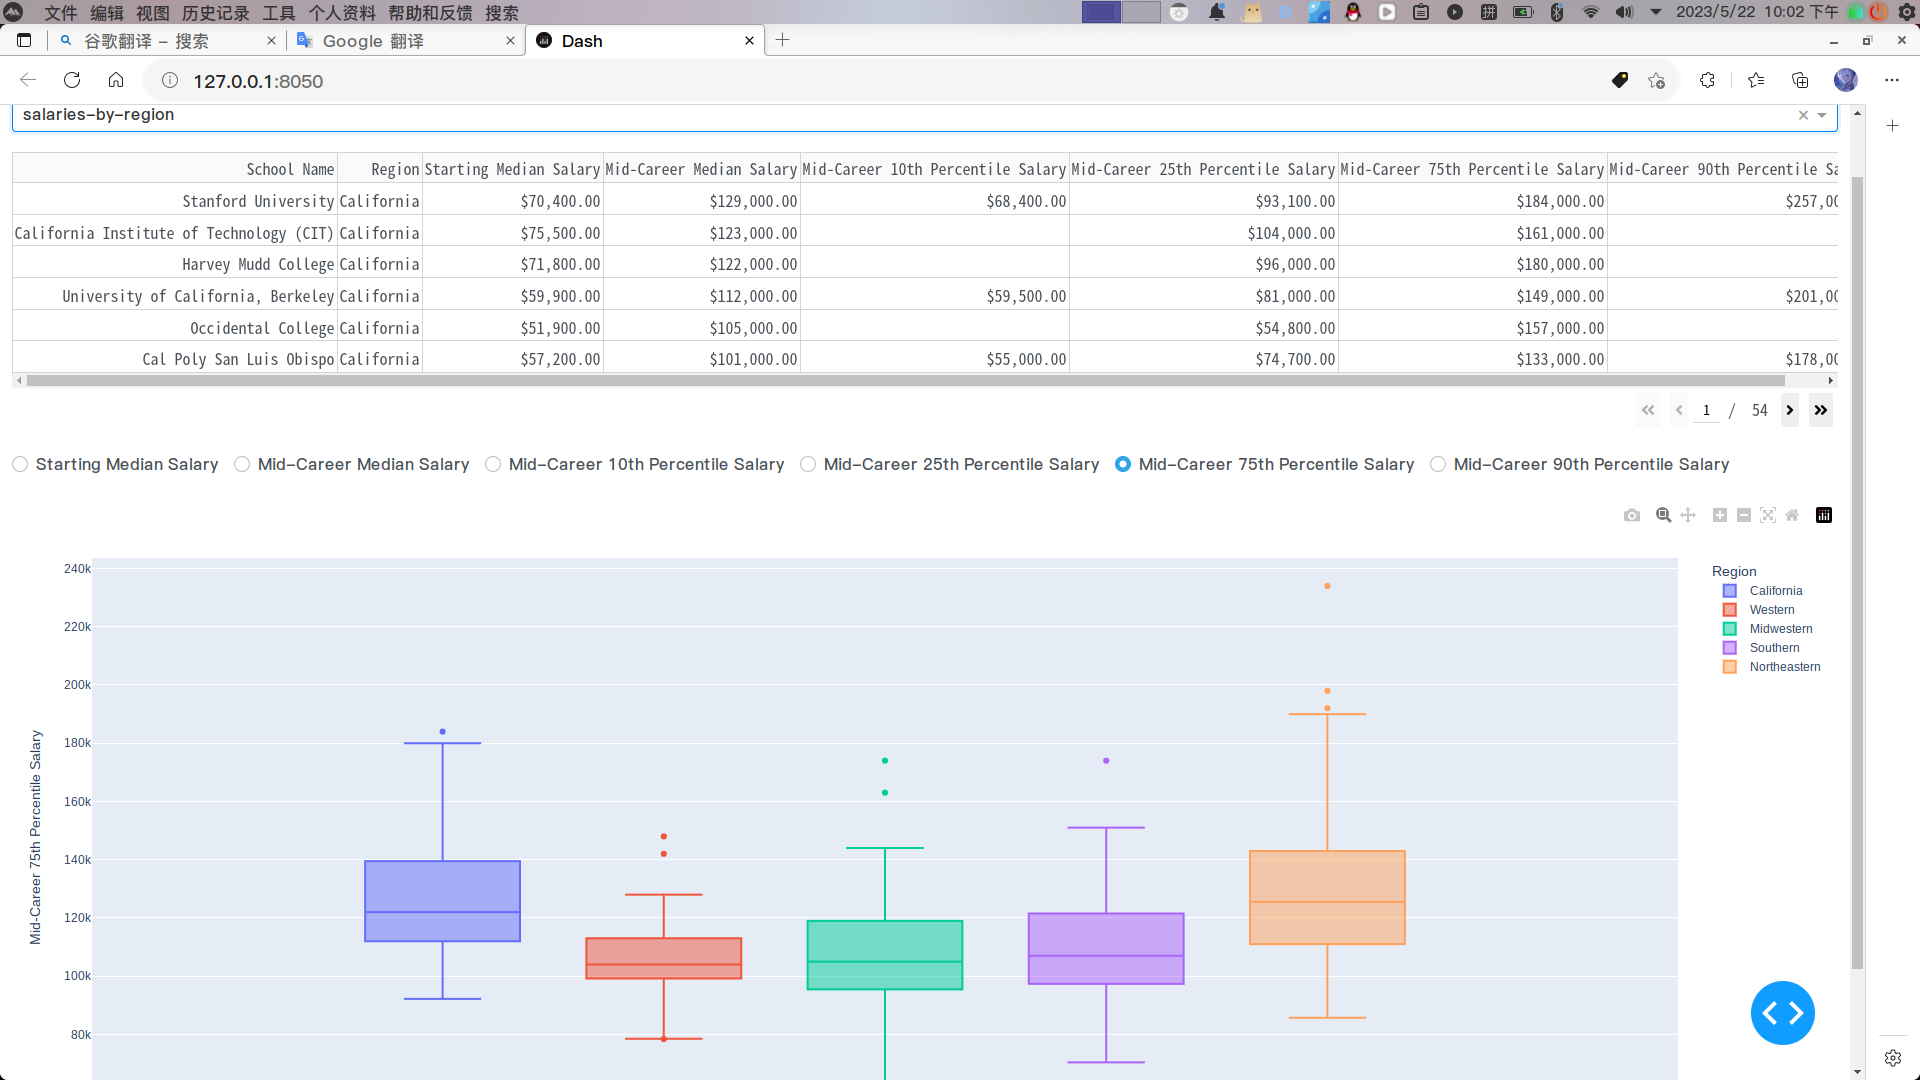 文件 编辑 视图 历史记录 工具 个人资料 帮助和反馈 搜索
拼
2023/5/22 10:02 下午
谷歌翻译 – 搜索
Google 翻译
Dash
127.0.0.1:8050
salaries-by-region
School Name Region Starting Median Salary Mid-Career Median Salary Mid-Career 10th Percentile Salary Mid-Career 25th Percentile Salary Mid-Career 75th Percentile Salary Mid-Career 90th Percentile Sa
Stanford University California $70,400.00 $129,000.00 $68,400.00 $93,100.00 $184,000.00 $257,00
California Institute of Technology (CIT) California $75,500.00 $123,000.00 $104,000.00 $161,000.00
Harvey Mudd College California $71,800.00 $122,000.00 $96,000.00 $180,000.00
University of California, Berkeley California $59,900.00 $112,000.00 $59,500.00 $81,000.00 $149,000.00 $201,00
Occidental College California $51,900.00 $105,000.00 $54,800.00 $157,000.00
Cal Poly San Luis Obispo California $57,200.00 $101,000.00 $55,000.00 $74,700.00 $133,000.00 $178,00
1 / 54
Starting Median Salary Mid-Career Median Salary Mid-Career 10th Percentile Salary Mid-Career 25th Percentile Salary Mid-Career 75th Percentile Salary Mid-Career 90th Percentile Salary
240k
220k
200k
180k
160k
140k
120k
100k
80k
Mid-Career 75th Percentile Salary
Region
California
Western
Midwestern
Southern
Northeastern